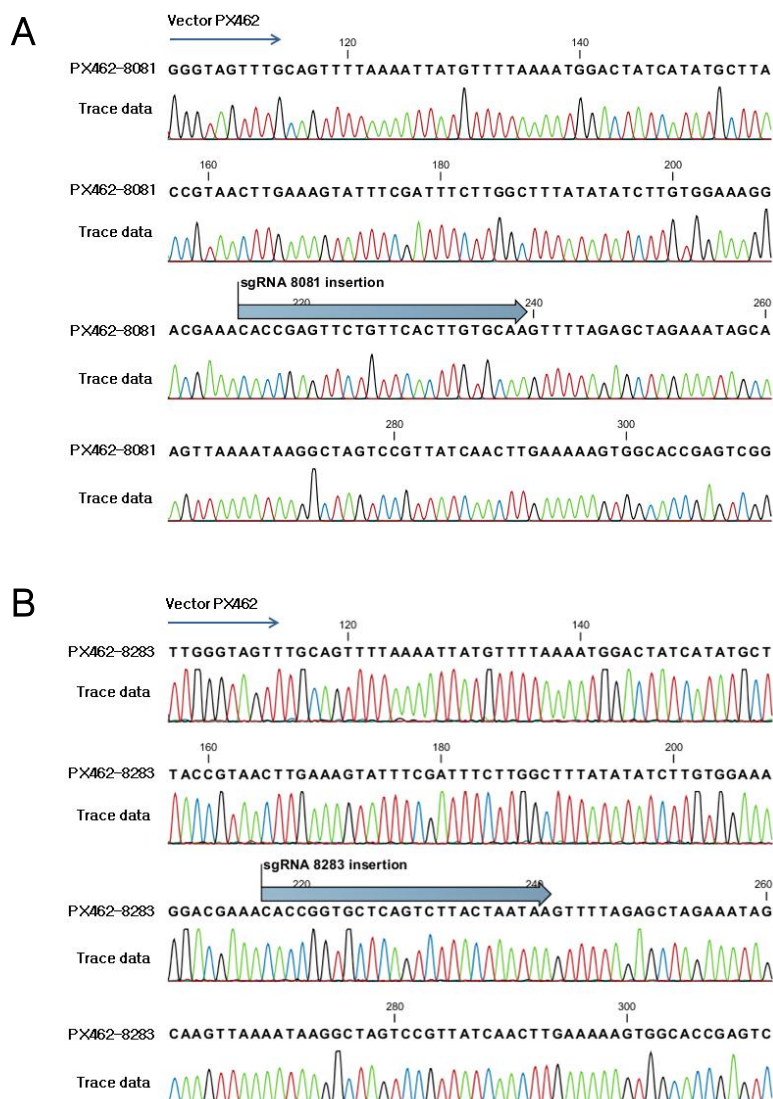 A
Vector PX462
120 140
PX462-8081 GGGTAGTTTGCAGTTTTAAAATTATGTTTTAAAATGGACTATCATATGCTTA
Trace data
160 180 200
PX462-8081 CCGTAACTTGAAAGTATTTCGATTTCTTGGCTTTATATATCTTGTGGAAAGG
Trace data
sgRNA 8081 insertion
220 240 260
PX462-8081 ACGAAACACCGAGTTCTGTTCACTTGTGCAAGTTTTAGAGCTAGAAATAGCA
Trace data
280 300
PX462-8081 AGTTAAAATAAGGCTAGTCCGTTATCAACTTGAAAAAGTGGCACCGAGTCGG
Trace data
B
Vector PX462
120 140
PX462-8283 TTGGGTAGTTTGCAGTTTTAAAATTATGTTTTAAAATGGACTATCATATGCT
Trace data
160 180 200
PX462-8283 TACCGTAACTTGAAAGTATTTCGATTTCTTGGCTTTATATATCTTGTGGAAA
Trace data
sgRNA 8283 insertion
220 240 260
PX462-8283 GGACGAAACACCGGTGCTCAGTCTTACTAATAAGTTTTAGAGCTAGAAATAG
Trace data
280 300
PX462-8283 CAAGTTAAAATAAGGCTAGTCCGTTATCAACTTGAAAAAGTGGCACCGAGTC
Trace data